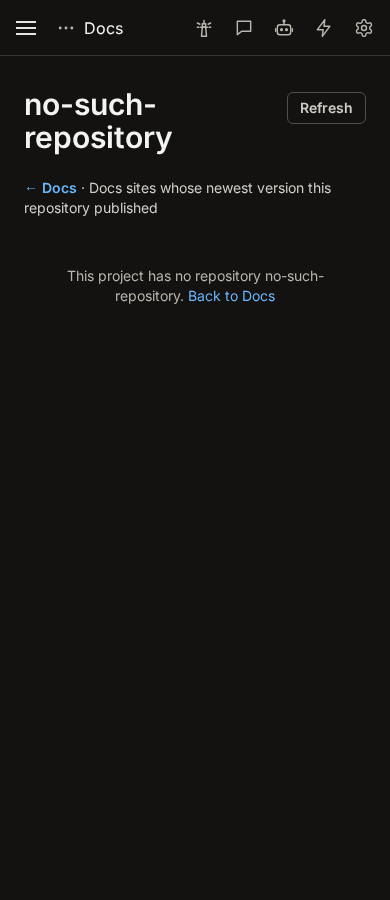 Docs
no-such-
repository
Refresh
← Docs · Docs sites whose newest version this
repository published
This project has no repository no-such-
repository. Back to Docs